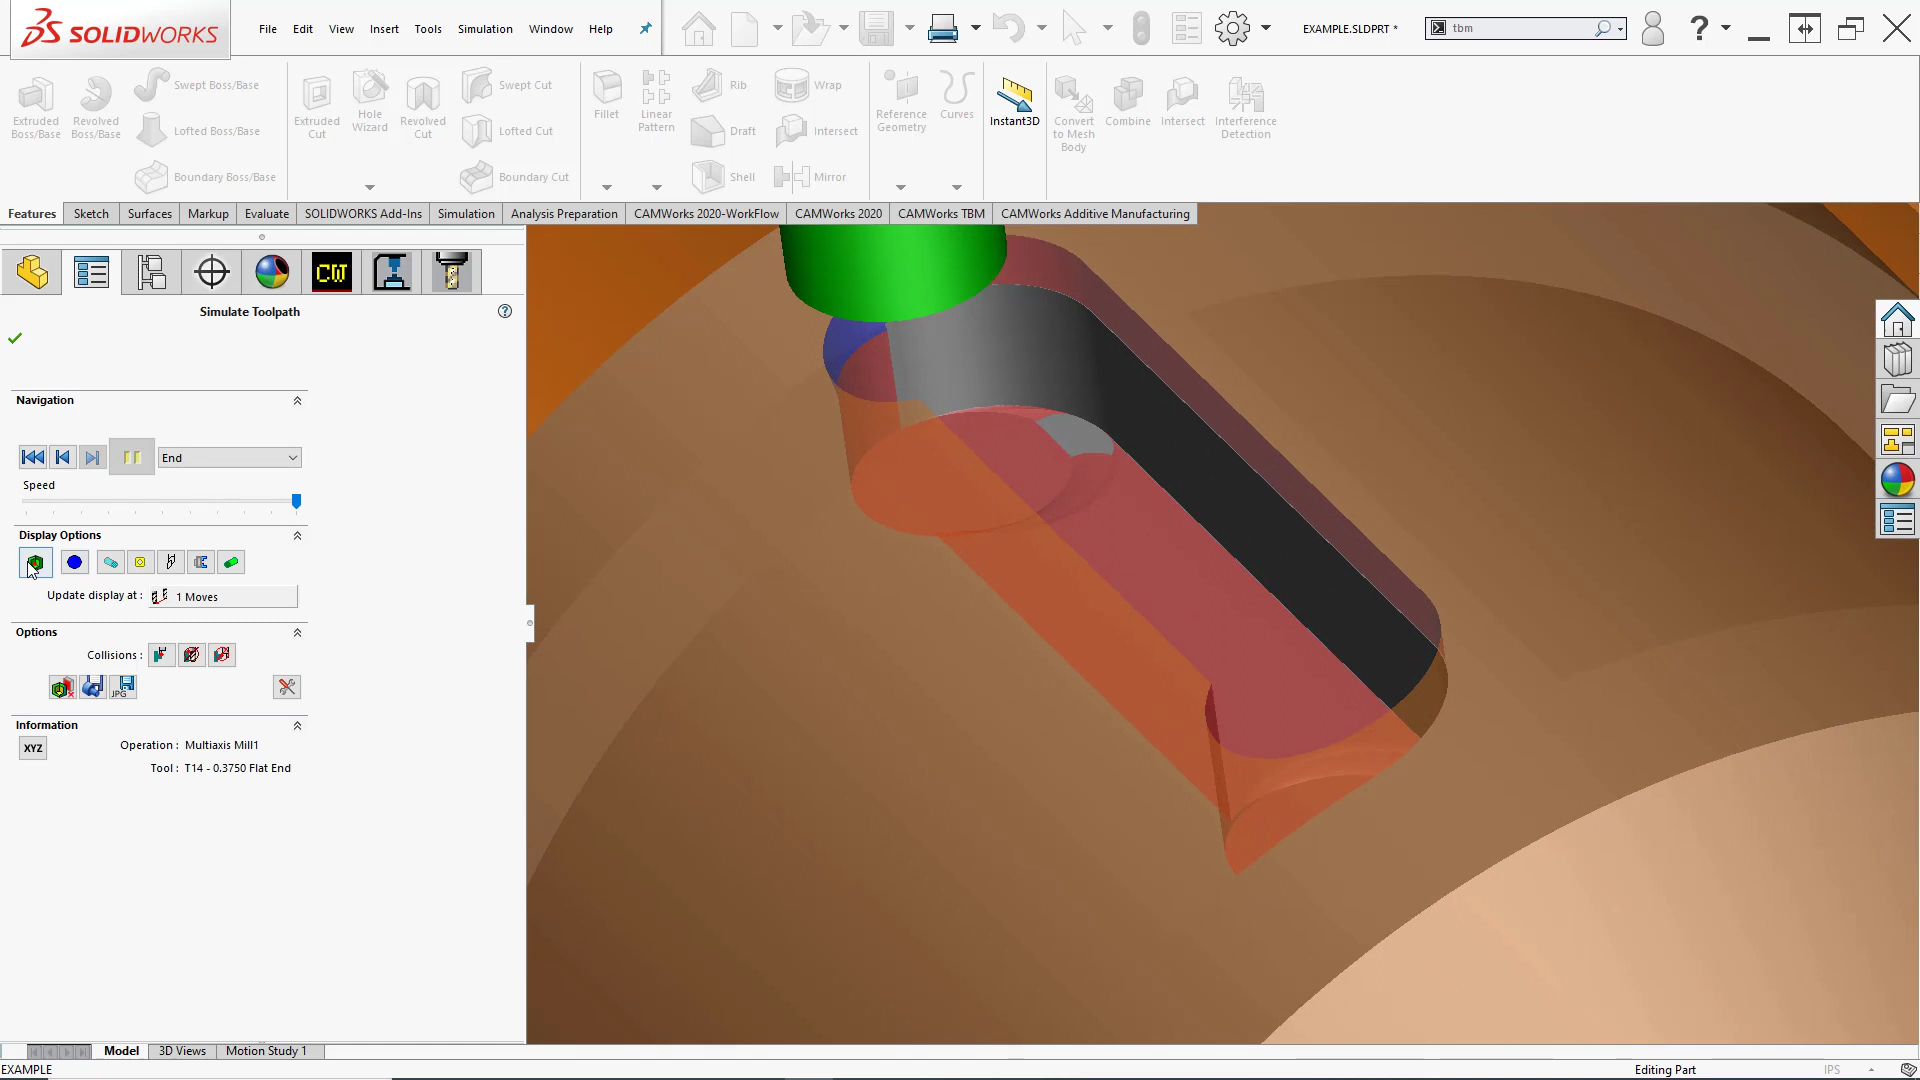 SOLIDWORKS
File Edit View Insert Tools Simulation Window Help
EXAMPLE.SLDPRT *
tbm
?
Extruded Boss/Base
Revolved Boss/Base
Swept Boss/Base
Lofted Boss/Base
Boundary Boss/Base
Extruded Cut
Hole Wizard
Revolved Cut
Swept Cut
Lofted Cut
Boundary Cut
Fillet
Linear Pattern
Rib
Draft
Shell
Wrap
Intersect
Mirror
Reference Geometry
Curves
Instant3D
Convert to Mesh Body
Combine
Intersect
Interference Detection
Features Sketch Surfaces Markup Evaluate SOLIDWORKS Add-Ins Simulation Analysis Preparation CAMWorks 2020-WorkFlow CAMWorks 2020 CAMWorks TBM CAMWorks Additive Manufacturing
CW
Simulate Toolpath
?
Navigation
End
Speed
Display Options
Update display at : 1 Moves
Options
Collisions :
JPG
Information
XYZ
Operation : Multiaxis Mill1
Tool : T14 - 0.3750 Flat End
Model 3D Views Motion Study 1
EXAMPLE
Editing Part
IPS